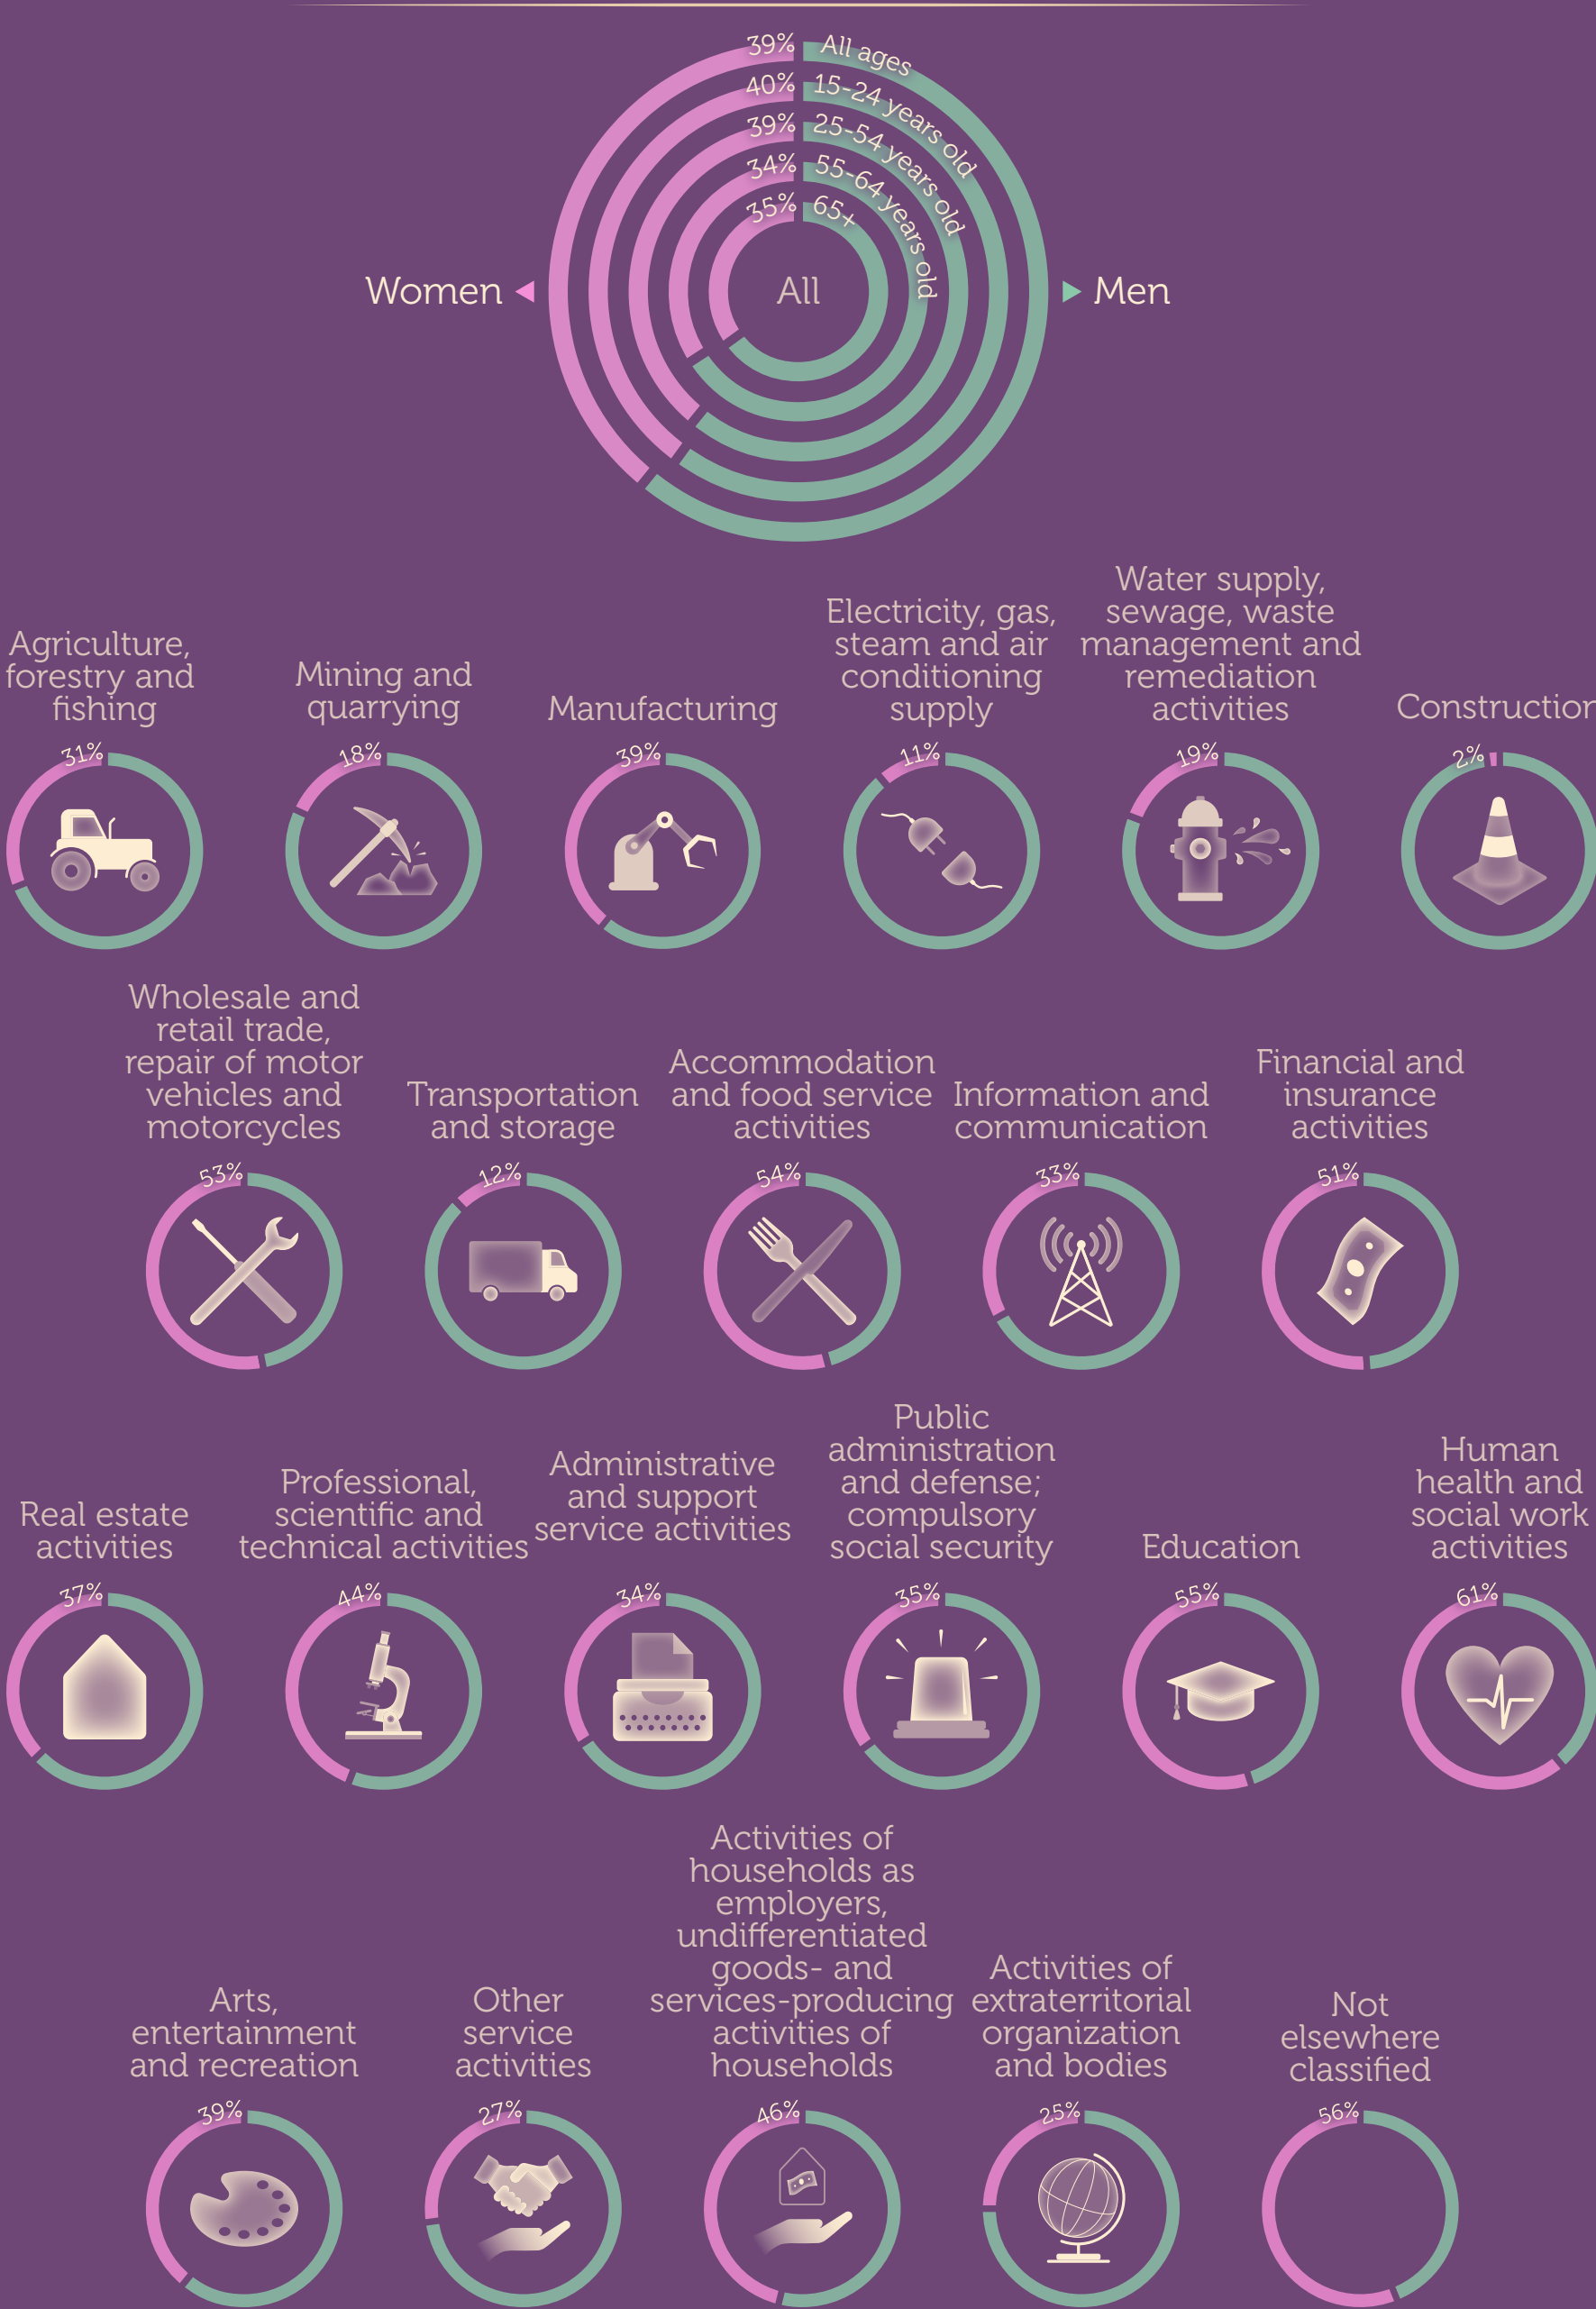 39% All ages
40% 15-24 years old
39% 25-54 years old
34% 55-64 years old
35% 65+
Women
All
Men
Agriculture,
forestry and
fishing
31%
Mining and
quarrying
18%
Manufacturing
39%
Electricity, gas,
steam and air
conditioning
supply
11%
Water supply,
sewage, waste
management and
remediation
activities
19%
Construction
2%
Wholesale and
retail trade,
repair of motor
vehicles and
motorcycles
53%
Transportation
and storage
12%
Accommodation
and food service
activities
54%
Information and
communication
33%
Financial and
insurance
activities
51%
Real estate
activities
37%
Professional,
scientific and
technical activities
44%
Administrative
and support
service activities
34%
Public
administration
and defense;
compulsory
social security
35%
Education
55%
Human
health and
social work
activities
61%
Arts,
entertainment
and recreation
39%
Other
service
activities
27%
Activities of
households as
employers,
undifferentiated
goods- and
services-producing
activities of
households
46%
Activities of
extraterritorial
organization
and bodies
25%
Not
elsewhere
classified
56%